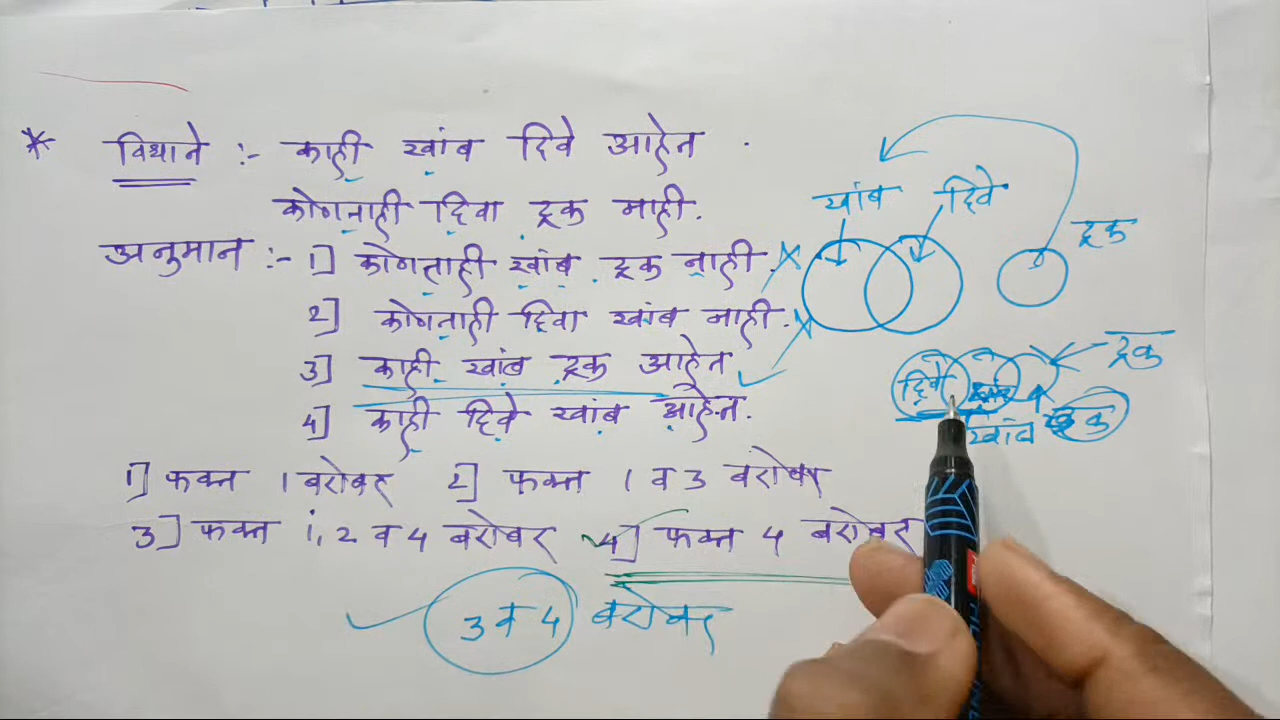 * विधाने :- काही खांब दिवे आहेत .
कोणताही दिवा ट्रक नाही.
अनुमान :- 1] कोणताही खांब ट्रक नाही.
2] कोणताही दिवा खांब नाही.
3] काही खांब ट्रक आहेत
4] काही दिवे खांब आहेत.
1] फक्त 1 बरोबर 2] फक्त 1 व 3 बरोबर
3] फक्त 1, 2 व 4 बरोबर 4] फक्त 4 बरोबर
3 व 4 बरोबर
खांब दिवे
ट्रक
दिवे ट्रक
खांब